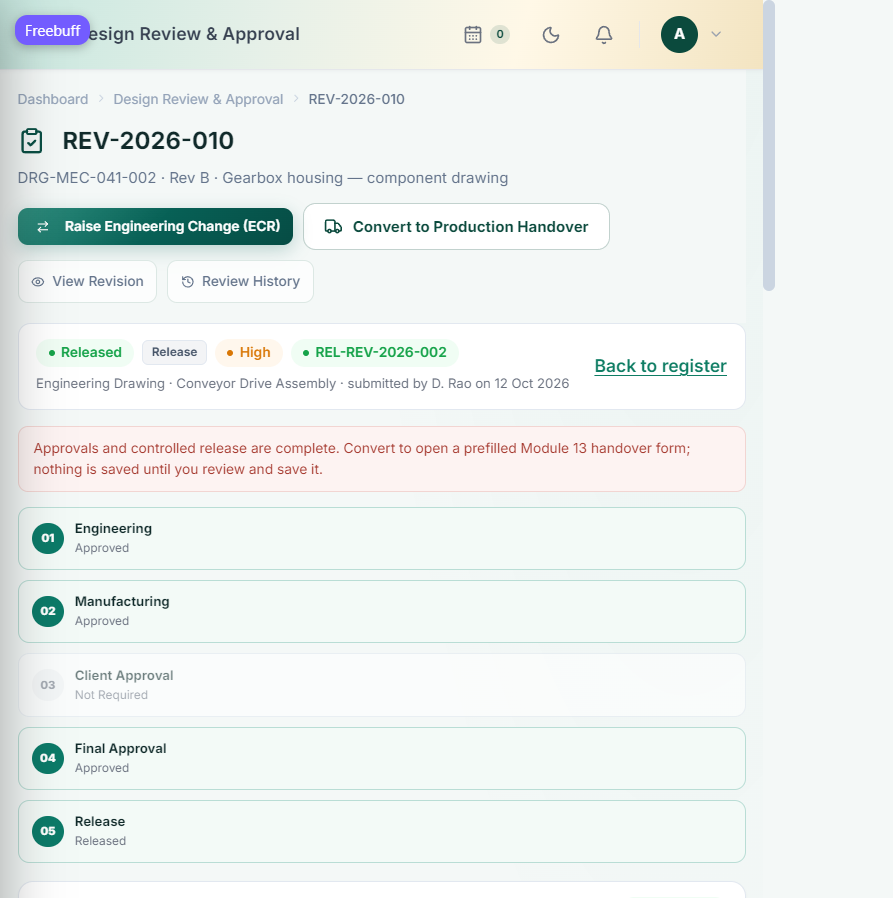 Freebuff
esign Review & Approval
0
A
Dashboard > Design Review & Approval > REV-2026-010
REV-2026-010
DRG-MEC-041-002 · Rev B · Gearbox housing — component drawing
Raise Engineering Change (ECR)
Convert to Production Handover
View Revision
Review History
Released
Release
High
REL-REV-2026-002
Engineering Drawing · Conveyor Drive Assembly · submitted by D. Rao on 12 Oct 2026
Back to register
Approvals and controlled release are complete. Convert to open a prefilled Module 13 handover form;
nothing is saved until you review and save it.
01
Engineering
Approved
02
Manufacturing
Approved
03
Client Approval
Not Required
04
Final Approval
Approved
05
Release
Released